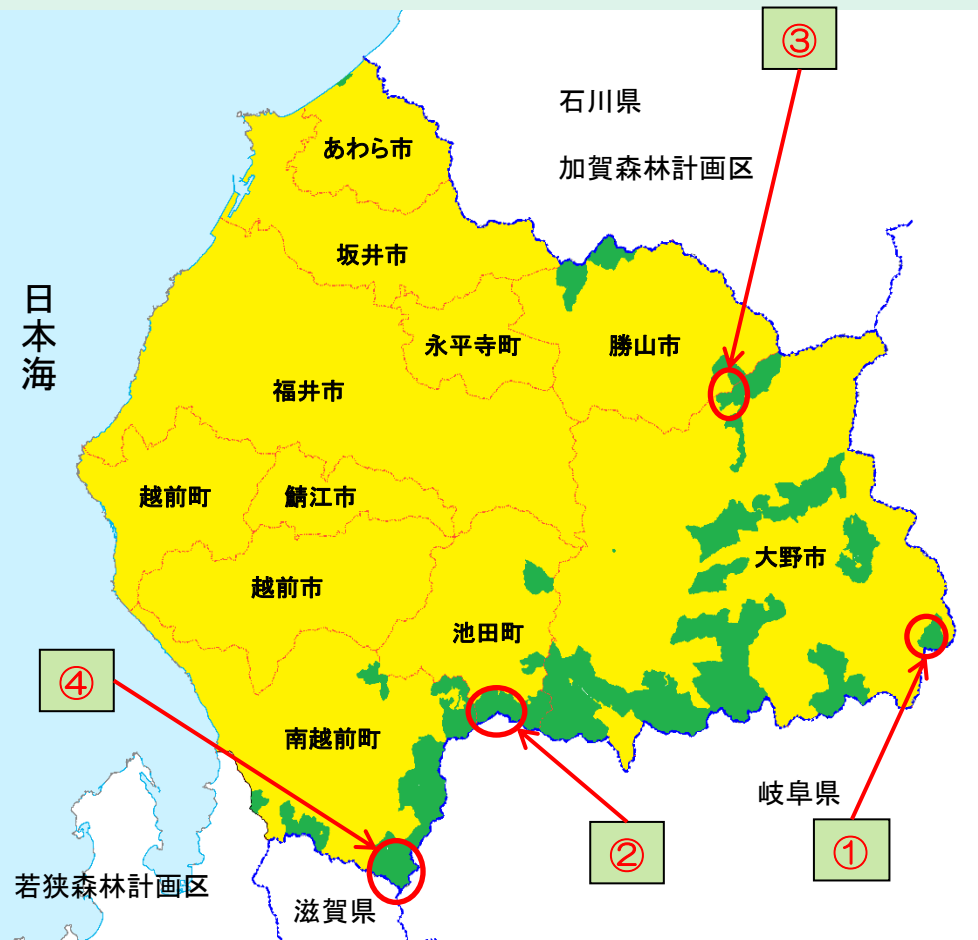 ③
石川県
加賀森林計画区
あわら市
坂井市
日本海
永平寺町
勝山市
福井市
越前町
鯖江市
大野市
越前市
池田町
④
南越前町
岐阜県
②
①
若狭森林計画区
滋賀県